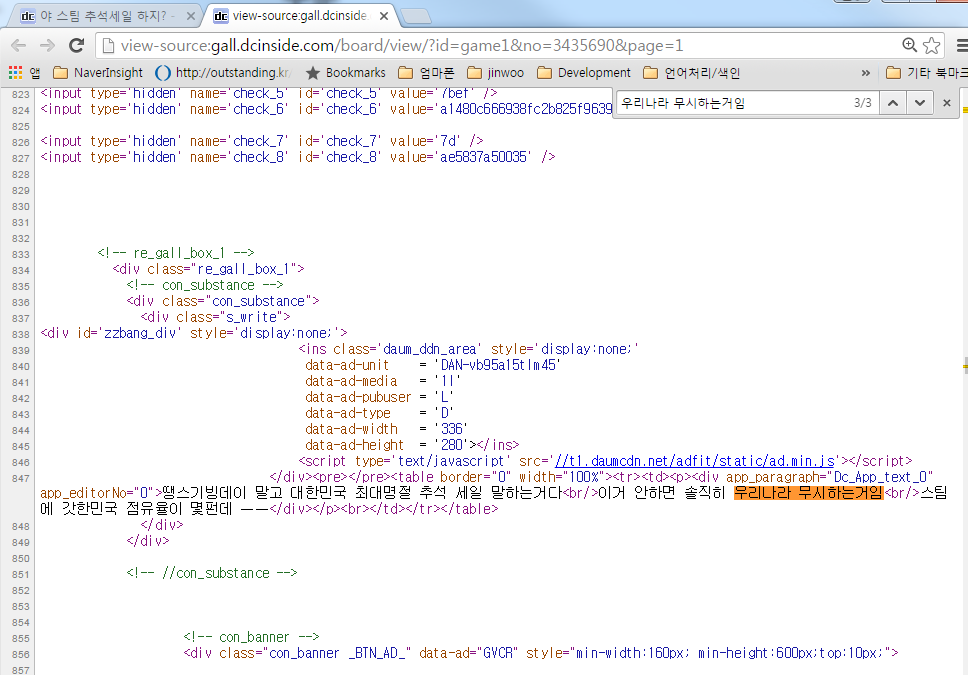 야 스팀 추석세일 하지? -
view-source:gall.dcinside.
view-source:gall.dcinside.com/board/view/?id=game1&no=3435690&page=1
앱 NaverInsight http://outstanding.kr Bookmarks 엄마폰 jinwoo Development 언어처리/색인 » 기타 북마크
우리나라 무시하는거임 3/3
823 <input type='hidden' name='check_5' id='check_5' value='7bef' />
824 <input type='hidden' name='check_6' id='check_6' value='a1480c666938fc2b825f9639
825
826 <input type='hidden' name='check_7' id='check_7' value='7d' />
827 <input type='hidden' name='check_8' id='check_8' value='ae5837a50035' />
828
829
830
831
832
833 <!-- re_gall_box_1 -->
834 <div class="re_gall_box_1">
835 <!-- con_substance -->
836 <div class="con_substance">
837 <div class="s_write">
838 <div id='zzbang_div' style='display:none;'>
839 <ins class='daum_ddn_area' style='display:none;'
840 data-ad-unit = 'DAN-vb95a15tlm45'
841 data-ad-media = '1l'
842 data-ad-pubuser = 'L'
843 data-ad-type = 'D'
844 data-ad-width = '336'
845 data-ad-height = '280'></ins>
846 <script type='text/javascript' src='//t1.daumcdn.net/adfit/static/ad.min.js'></script>
847 </div><pre></pre><table border="0" width="100%"><tr><td><p><div app_paragraph="Dc_App_text_0"
app_editorNo="0">땡스기빙데이 말고 대한민국 최대명절 추석 세일 말하는거다<br/>이거 안하면 솔직히 우리나라 무시하는거임<br/>스팀
에 갓한민국 점유율이 몇펀데 ㅡㅡ</div></p><br></td></tr></table>
848 </div>
849 </div>
850
851 <!-- //con_substance -->
852
853
854
855 <!-- con_banner -->
856 <div class="con_banner _BTN_AD_" data-ad="GVCR" style="min-width:160px; min-height:600px;top:10px;">
857